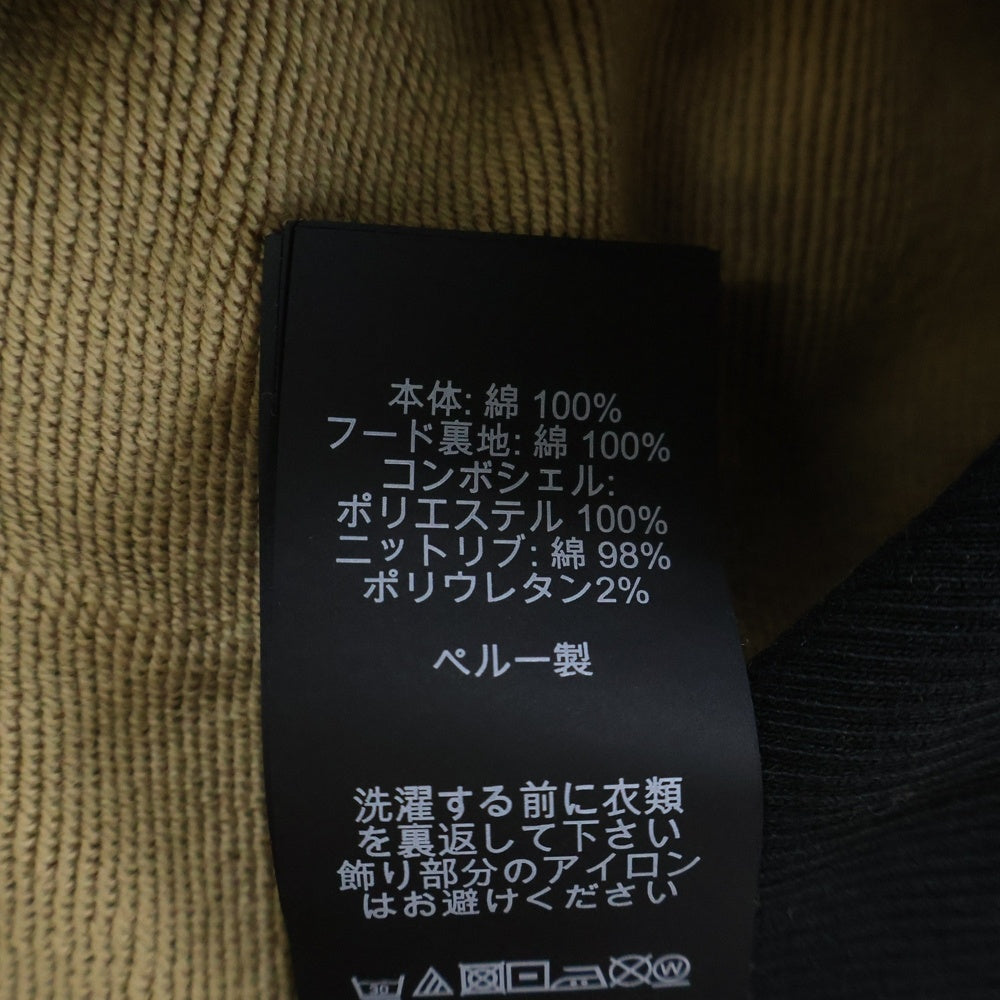 本体: 綿 100%
フード裏地: 綿 100%
コンボシェル:
ポリエステル 100%
ニットリブ: 綿 98%
ポリウレタン2%
ペルー製
洗濯する前に衣類
を裏返して下さい
飾り部分のアイロン
はお避けください
30
W